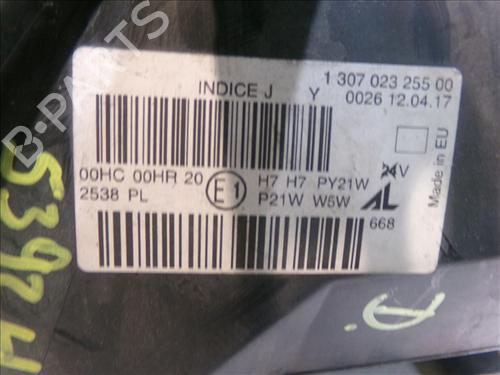 B-PARTS
INDICE J
Y
1 307 023 255 00
0026 12.04.17
00HC 00HR 20
2538 PL
E1
H7 H7 PY21W
P21W W5W
24V
AL
668
Made in EU